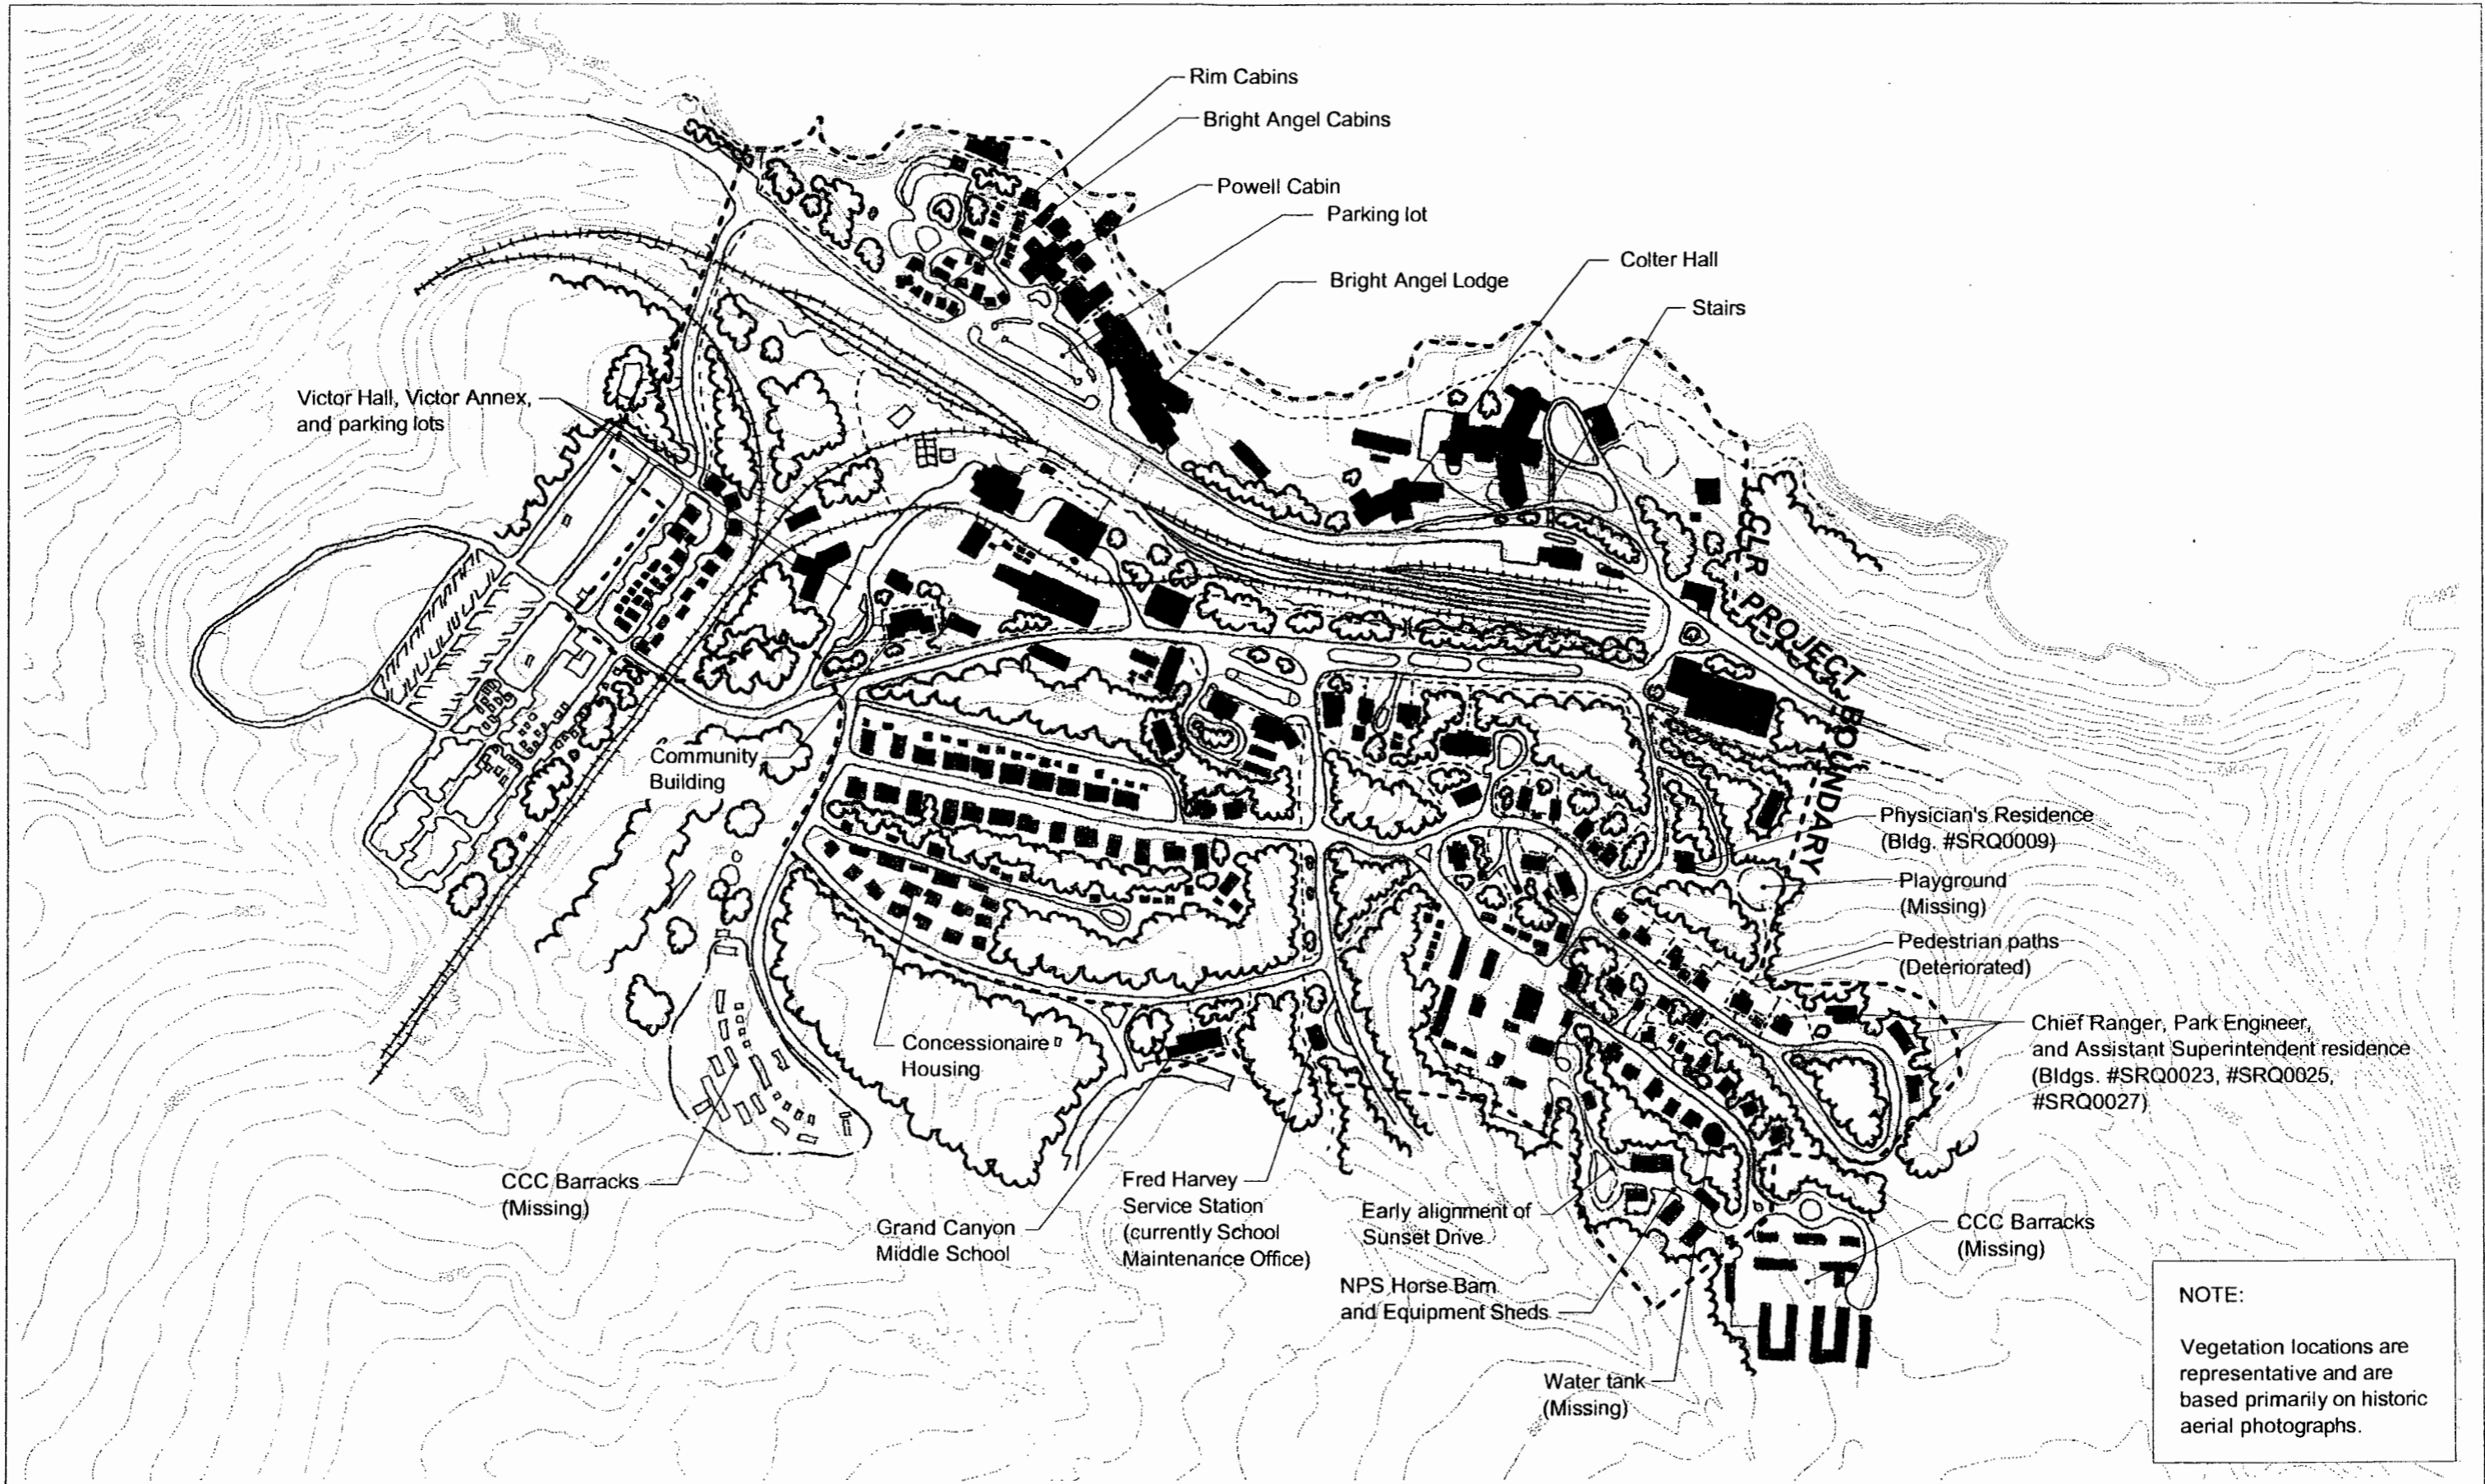 Rim Cabins
Bright Angel Cabins
Powell Cabin
Parking lot
Colter Hall
Bright Angel Lodge
Stairs
Victor Hall, Victor Annex,
and parking lots
CLR PROJECT BOUNDARY
Community
Building
Physician's Residence
(Bldg. #SRQ0009)
Playground
(Missing)
Pedestrian paths
(Deteriorated)
Chief Ranger, Park Engineer,
and Assistant Superintendent residence
(Bldgs. #SRQ0023, #SRQ0025,
#SRQ0027)
Concessionaire
Housing
CCC Barracks
(Missing)
Grand Canyon
Middle School
Fred Harvey
Service Station
(currently School
Maintenance Office)
Early alignment of
Sunset Drive
NPS Horse Barn
and Equipment Sheds
Water tank
(Missing)
CCC Barracks
(Missing)
NOTE:
Vegetation locations are
representative and are
based primarily on historic
aerial photographs.